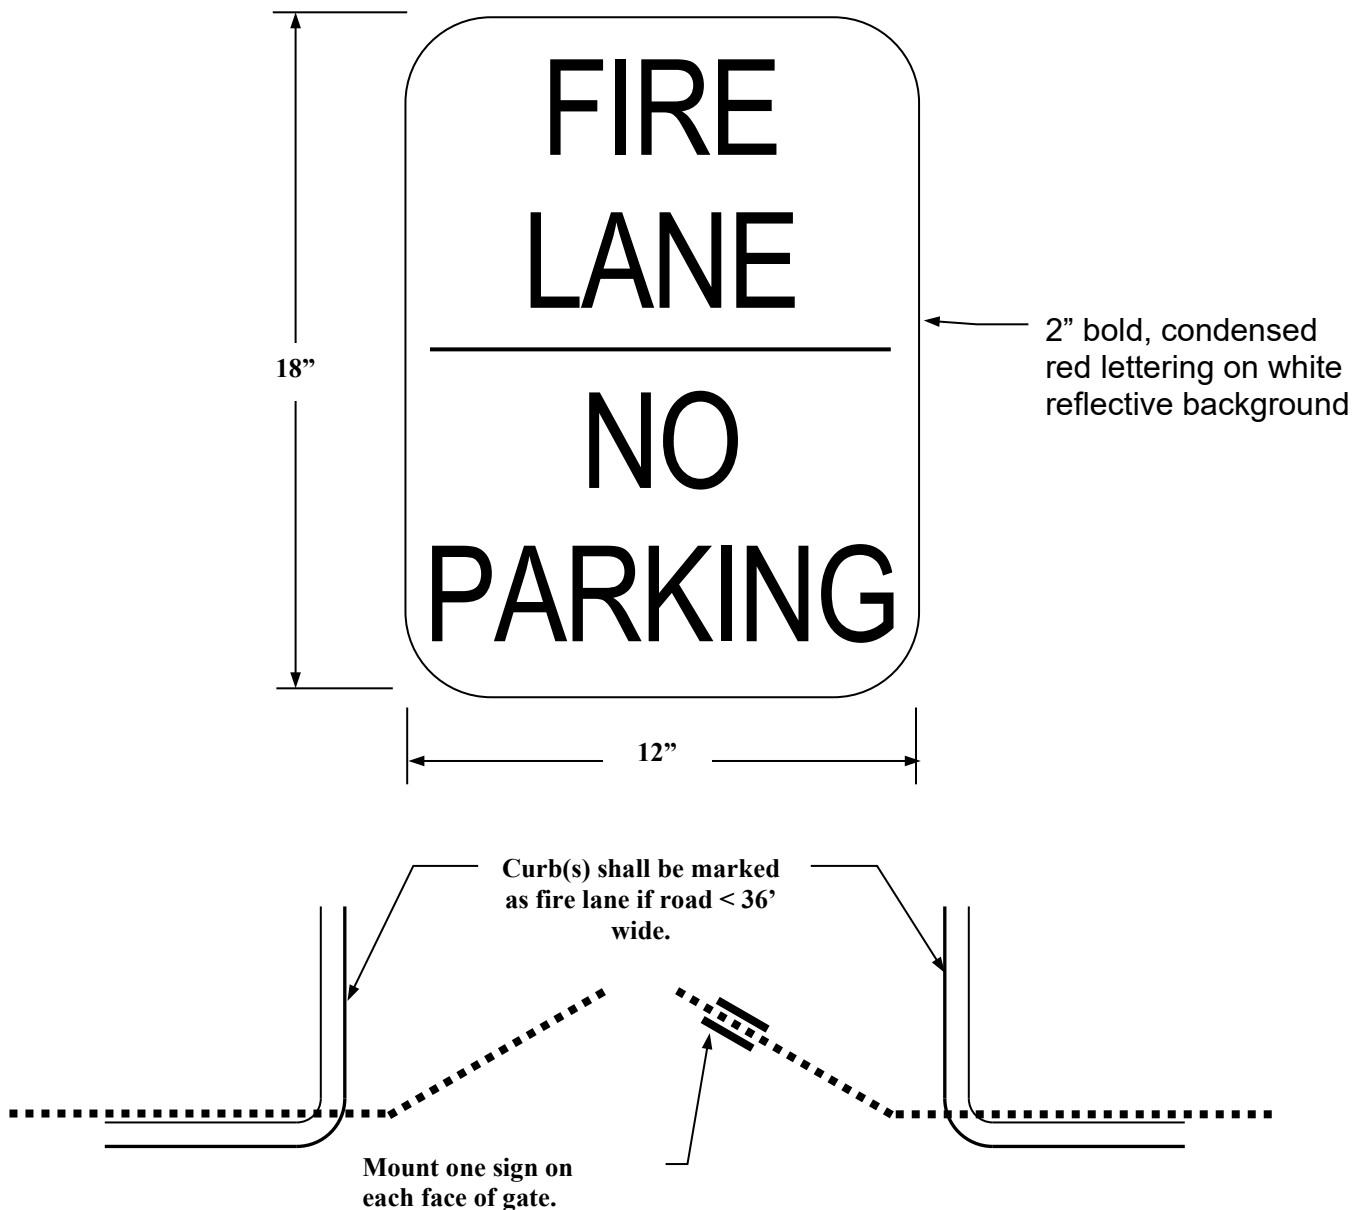 FIRE
LANE
NO
PARKING
18”
2” bold, condensed
red lettering on white
reflective background
12”
Curb(s) shall be marked
as fire lane if road < 36’
wide.
Mount one sign on
each face of gate.